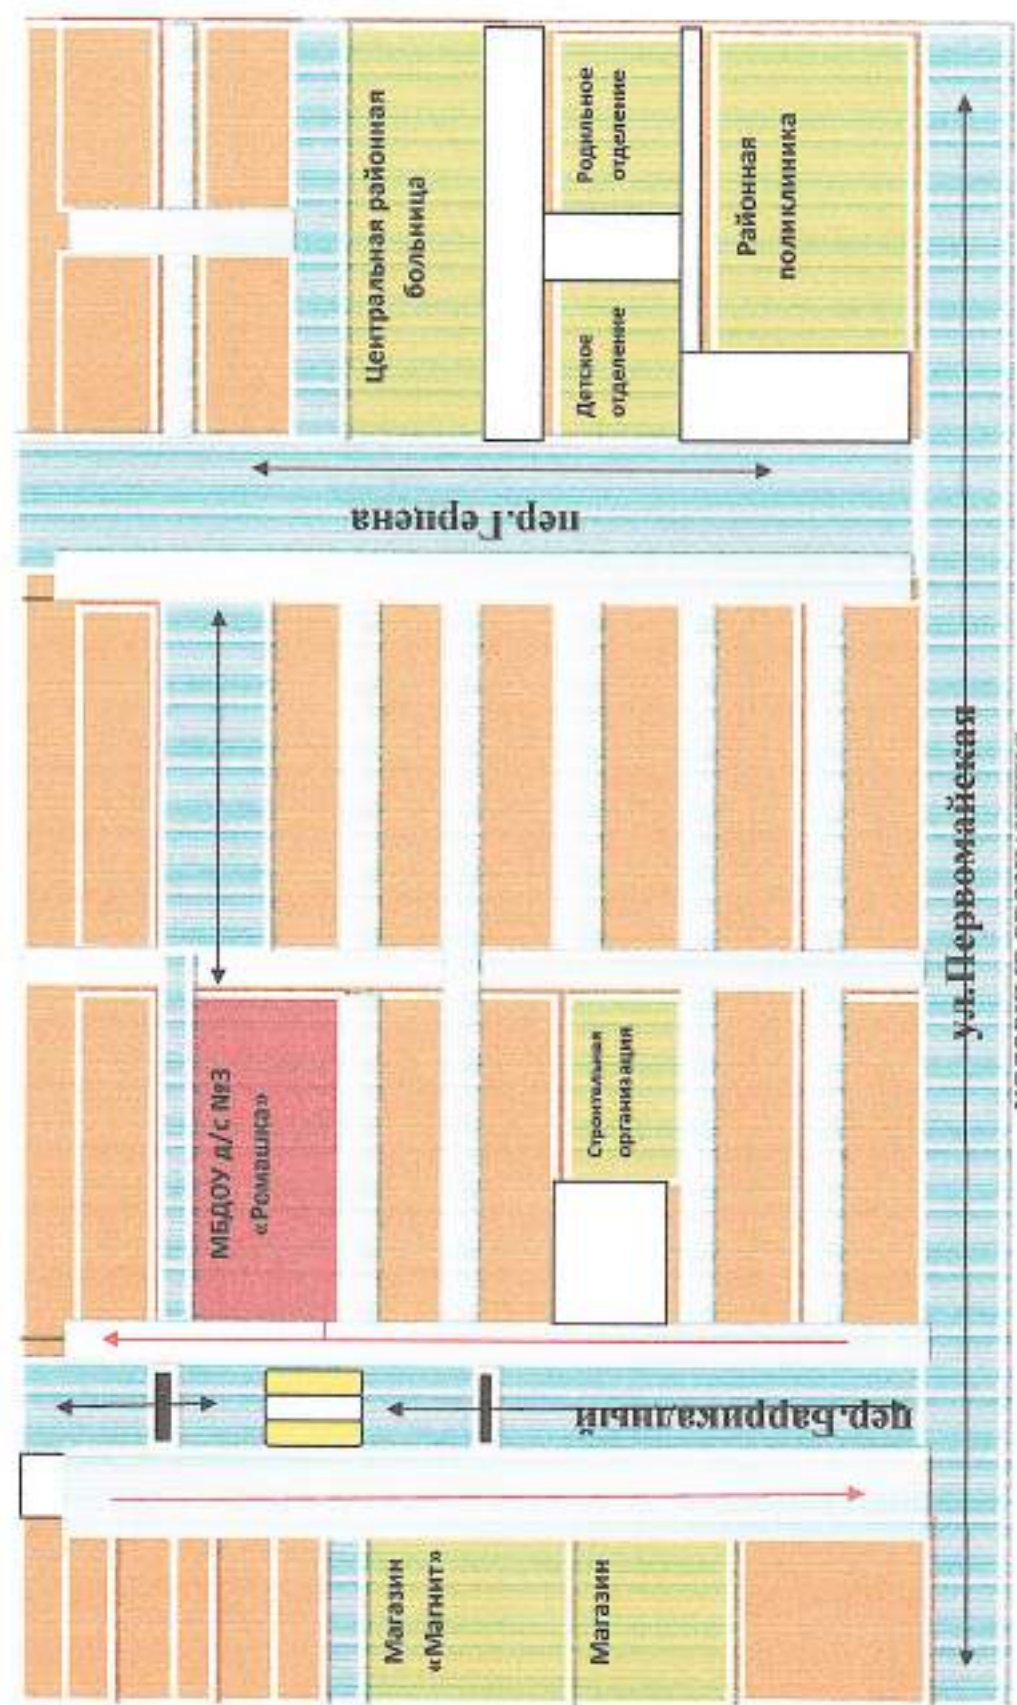 Центральная районная
больница
Родильное
отделение
Детское
отделение
Районная
поликлиника
пер.Герцена
ул.Первомайская
МБДОУ д/с №3
«Ромашка»
Строительная
организация
пер.Баррикадный
Магазин
«Магнит»
Магазин